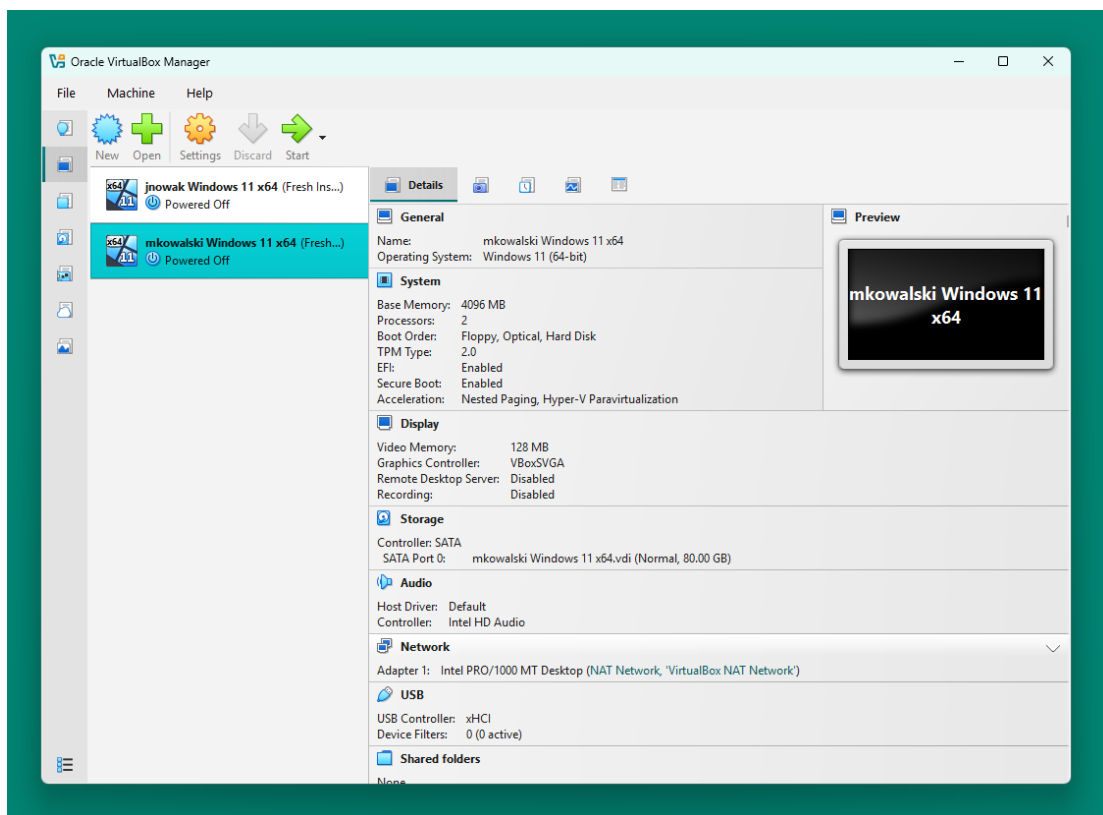 Oracle VirtualBox Manager
File Machine Help
New Open Settings Discard Start
x64 11 jnowak Windows 11 x64 (Fresh Ins...)
Powered Off
x64 11 mkowalski Windows 11 x64 (Fresh...)
Powered Off
Details
General
Name: mkowalski Windows 11 x64
Operating System: Windows 11 (64-bit)
Preview
mkowalski Windows 11
x64
System
Base Memory: 4096 MB
Processors: 2
Boot Order: Floppy, Optical, Hard Disk
TPM Type: 2.0
EFI: Enabled
Secure Boot: Enabled
Acceleration: Nested Paging, Hyper-V Paravirtualization
Display
Video Memory: 128 MB
Graphics Controller: VBoxSVGA
Remote Desktop Server: Disabled
Recording: Disabled
Storage
Controller: SATA
SATA Port 0: mkowalski Windows 11 x64.vdi (Normal, 80.00 GB)
Audio
Host Driver: Default
Controller: Intel HD Audio
Network
Adapter 1: Intel PRO/1000 MT Desktop (NAT Network, 'VirtualBox NAT Network')
USB
USB Controller: xHCI
Device Filters: 0 (0 active)
Shared folders
None